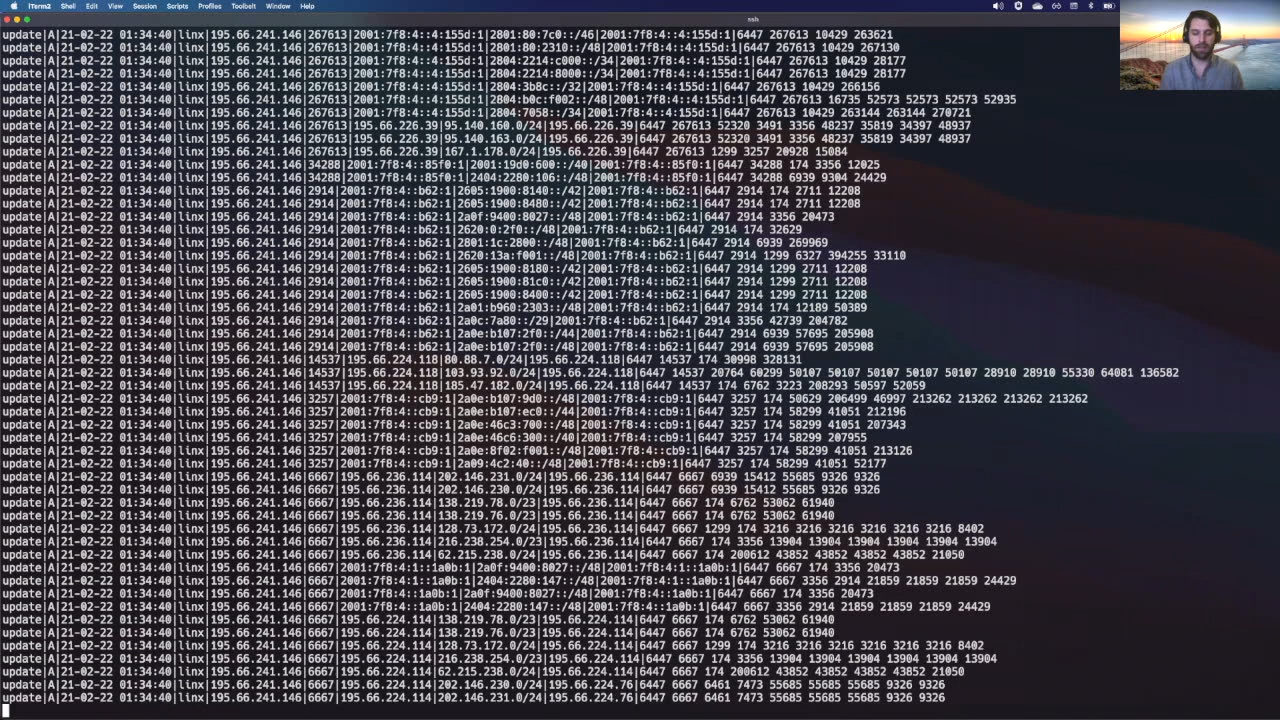 iTerm2 Shell Edit View Session Scripts Profiles Toolbelt Window Help
ssh
update|A|21-02-22 01:34:40|linx|195.66.241.146|267613|2001:7f8:4::4:155d:1|2801:80:7c0::/46|2001:7f8:4::4:155d:1|6447 267613 10429 263621
update|A|21-02-22 01:34:40|linx|195.66.241.146|267613|2001:7f8:4::4:155d:1|2801:80:2310::/48|2001:7f8:4::4:155d:1|6447 267613 10429 267130
update|A|21-02-22 01:34:40|linx|195.66.241.146|267613|2001:7f8:4::4:155d:1|2804:2214:c000::/34|2001:7f8:4::4:155d:1|6447 267613 10429 28177
update|A|21-02-22 01:34:40|linx|195.66.241.146|267613|2001:7f8:4::4:155d:1|2804:2214:8000::/34|2001:7f8:4::4:155d:1|6447 267613 10429 28177
update|A|21-02-22 01:34:40|linx|195.66.241.146|267613|2001:7f8:4::4:155d:1|2804:3b8c::/32|2001:7f8:4::4:155d:1|6447 267613 10429 266156
update|A|21-02-22 01:34:40|linx|195.66.241.146|267613|2001:7f8:4::4:155d:1|2804:b0c:f002::/48|2001:7f8:4::4:155d:1|6447 267613 16735 52573 52573 52573 52935
update|A|21-02-22 01:34:40|linx|195.66.241.146|267613|2001:7f8:4::4:155d:1|2804:7058::/34|2001:7f8:4::4:155d:1|6447 267613 10429 263144 263144 270721
update|A|21-02-22 01:34:40|linx|195.66.241.146|267613|195.66.226.39|95.140.160.0/24|195.66.226.39|6447 267613 52320 3491 3356 48237 35819 34397 48937
update|A|21-02-22 01:34:40|linx|195.66.241.146|267613|195.66.226.39|95.140.163.0/24|195.66.226.39|6447 267613 52320 3491 3356 48237 35819 34397 48937
update|A|21-02-22 01:34:40|linx|195.66.241.146|267613|195.66.226.39|167.1.178.0/24|195.66.226.39|6447 267613 1299 3257 20928 15084
update|A|21-02-22 01:34:40|linx|195.66.241.146|34288|2001:7f8:4::85f0:1|2001:19d0:600::/40|2001:7f8:4::85f0:1|6447 34288 174 3356 12025
update|A|21-02-22 01:34:40|linx|195.66.241.146|34288|2001:7f8:4::85f0:1|2404:2280:106::/48|2001:7f8:4::85f0:1|6447 34288 6939 9304 24429
update|A|21-02-22 01:34:40|linx|195.66.241.146|2914|2001:7f8:4::b62:1|2605:1900:8140::/42|2001:7f8:4::b62:1|6447 2914 174 2711 12208
update|A|21-02-22 01:34:40|linx|195.66.241.146|2914|2001:7f8:4::b62:1|2605:1900:8480::/42|2001:7f8:4::b62:1|6447 2914 174 2711 12208
update|A|21-02-22 01:34:40|linx|195.66.241.146|2914|2001:7f8:4::b62:1|2a0f:9400:8027::/48|2001:7f8:4::b62:1|6447 2914 3356 20473
update|A|21-02-22 01:34:40|linx|195.66.241.146|2914|2001:7f8:4::b62:1|2620:0:2f0::/48|2001:7f8:4::b62:1|6447 2914 174 32629
update|A|21-02-22 01:34:40|linx|195.66.241.146|2914|2001:7f8:4::b62:1|2801:1c:2800::/48|2001:7f8:4::b62:1|6447 2914 6939 269969
update|A|21-02-22 01:34:40|linx|195.66.241.146|2914|2001:7f8:4::b62:1|2620:13a:f001::/48|2001:7f8:4::b62:1|6447 2914 1299 6327 394255 33110
update|A|21-02-22 01:34:40|linx|195.66.241.146|2914|2001:7f8:4::b62:1|2605:1900:8180::/42|2001:7f8:4::b62:1|6447 2914 1299 2711 12208
update|A|21-02-22 01:34:40|linx|195.66.241.146|2914|2001:7f8:4::b62:1|2605:1900:81c0::/42|2001:7f8:4::b62:1|6447 2914 1299 2711 12208
update|A|21-02-22 01:34:40|linx|195.66.241.146|2914|2001:7f8:4::b62:1|2605:1900:8400::/42|2001:7f8:4::b62:1|6447 2914 1299 2711 12208
update|A|21-02-22 01:34:40|linx|195.66.241.146|2914|2001:7f8:4::b62:1|2a01:b960:2303::/48|2001:7f8:4::b62:1|6447 2914 174 12189 50389
update|A|21-02-22 01:34:40|linx|195.66.241.146|2914|2001:7f8:4::b62:1|2a0c:7a80::/29|2001:7f8:4::b62:1|6447 2914 3356 42739 204782
update|A|21-02-22 01:34:40|linx|195.66.241.146|2914|2001:7f8:4::b62:1|2a0e:b107:2f0::/44|2001:7f8:4::b62:1|6447 2914 6939 57695 205908
update|A|21-02-22 01:34:40|linx|195.66.241.146|2914|2001:7f8:4::b62:1|2a0e:b107:2f0::/48|2001:7f8:4::b62:1|6447 2914 6939 57695 205908
update|A|21-02-22 01:34:40|linx|195.66.241.146|14537|195.66.224.118|80.88.7.0/24|195.66.224.118|6447 14537 174 30998 328131
update|A|21-02-22 01:34:40|linx|195.66.241.146|14537|195.66.224.118|103.93.92.0/24|195.66.224.118|6447 14537 20764 60299 50107 50107 50107 50107 50107 28910 28910 55330 64081 136582
update|A|21-02-22 01:34:40|linx|195.66.241.146|14537|195.66.224.118|185.47.182.0/24|195.66.224.118|6447 14537 174 6762 3223 208293 50597 52059
update|A|21-02-22 01:34:40|linx|195.66.241.146|3257|2001:7f8:4::cb9:1|2a0e:b107:9d0::/48|2001:7f8:4::cb9:1|6447 3257 174 50629 206499 46997 213262 213262 213262 213262
update|A|21-02-22 01:34:40|linx|195.66.241.146|3257|2001:7f8:4::cb9:1|2a0e:b107:ec0::/44|2001:7f8:4::cb9:1|6447 3257 174 58299 41051 212196
update|A|21-02-22 01:34:40|linx|195.66.241.146|3257|2001:7f8:4::cb9:1|2a0e:46c3:700::/48|2001:7f8:4::cb9:1|6447 3257 174 58299 41051 207343
update|A|21-02-22 01:34:40|linx|195.66.241.146|3257|2001:7f8:4::cb9:1|2a0e:46c6:300::/40|2001:7f8:4::cb9:1|6447 3257 174 58299 207955
update|A|21-02-22 01:34:40|linx|195.66.241.146|3257|2001:7f8:4::cb9:1|2a0e:8f02:f001::/48|2001:7f8:4::cb9:1|6447 3257 174 58299 41051 213126
update|A|21-02-22 01:34:40|linx|195.66.241.146|3257|2001:7f8:4::cb9:1|2a09:4c2:40::/48|2001:7f8:4::cb9:1|6447 3257 174 58299 41051 52177
update|A|21-02-22 01:34:40|linx|195.66.241.146|6667|195.66.236.114|202.146.231.0/24|195.66.236.114|6447 6667 6939 15412 55685 9326 9326
update|A|21-02-22 01:34:40|linx|195.66.241.146|6667|195.66.236.114|202.146.230.0/24|195.66.236.114|6447 6667 6939 15412 55685 9326 9326
update|A|21-02-22 01:34:40|linx|195.66.241.146|6667|195.66.236.114|138.219.78.0/23|195.66.236.114|6447 6667 174 6762 53062 61940
update|A|21-02-22 01:34:40|linx|195.66.241.146|6667|195.66.236.114|138.219.76.0/23|195.66.236.114|6447 6667 174 6762 53062 61940
update|A|21-02-22 01:34:40|linx|195.66.241.146|6667|195.66.236.114|128.73.172.0/24|195.66.236.114|6447 6667 1299 174 3216 3216 3216 3216 3216 8402
update|A|21-02-22 01:34:40|linx|195.66.241.146|6667|195.66.236.114|216.238.254.0/23|195.66.236.114|6447 6667 174 3356 13904 13904 13904 13904 13904
update|A|21-02-22 01:34:40|linx|195.66.241.146|6667|195.66.236.114|62.215.238.0/24|195.66.236.114|6447 6667 174 200612 43852 43852 43852 43852 21050
update|A|21-02-22 01:34:40|linx|195.66.241.146|6667|2001:7f8:4:1::1a0b:1|2a0f:9400:8027::/48|2001:7f8:4:1::1a0b:1|6447 6667 174 3356 20473
update|A|21-02-22 01:34:40|linx|195.66.241.146|6667|2001:7f8:4:1::1a0b:1|2404:2280:147::/48|2001:7f8:4:1::1a0b:1|6447 6667 3356 2914 21859 21859 21859 24429
update|A|21-02-22 01:34:40|linx|195.66.241.146|6667|2001:7f8:4::1a0b:1|2a0f:9400:8027::/48|2001:7f8:4::1a0b:1|6447 6667 174 3356 20473
update|A|21-02-22 01:34:40|linx|195.66.241.146|6667|2001:7f8:4::1a0b:1|2404:2280:147::/48|2001:7f8:4::1a0b:1|6447 6667 3356 2914 21859 21859 21859 24429
update|A|21-02-22 01:34:40|linx|195.66.241.146|6667|195.66.224.114|138.219.78.0/23|195.66.224.114|6447 6667 174 6762 53062 61940
update|A|21-02-22 01:34:40|linx|195.66.241.146|6667|195.66.224.114|138.219.76.0/23|195.66.224.114|6447 6667 174 6762 53062 61940
update|A|21-02-22 01:34:40|linx|195.66.241.146|6667|195.66.224.114|128.73.172.0/24|195.66.224.114|6447 6667 1299 174 3216 3216 3216 3216 3216 8402
update|A|21-02-22 01:34:40|linx|195.66.241.146|6667|195.66.224.114|216.238.254.0/23|195.66.224.114|6447 6667 174 3356 13904 13904 13904 13904 13904
update|A|21-02-22 01:34:40|linx|195.66.241.146|6667|195.66.224.114|62.215.238.0/24|195.66.224.114|6447 6667 174 200612 43852 43852 43852 43852 21050
update|A|21-02-22 01:34:40|linx|195.66.241.146|6667|195.66.224.114|202.146.230.0/24|195.66.224.76|6447 6667 6461 7473 55685 55685 55685 9326 9326
update|A|21-02-22 01:34:40|linx|195.66.241.146|6667|195.66.224.114|202.146.231.0/24|195.66.224.76|6447 6667 6461 7473 55685 55685 55685 9326 9326